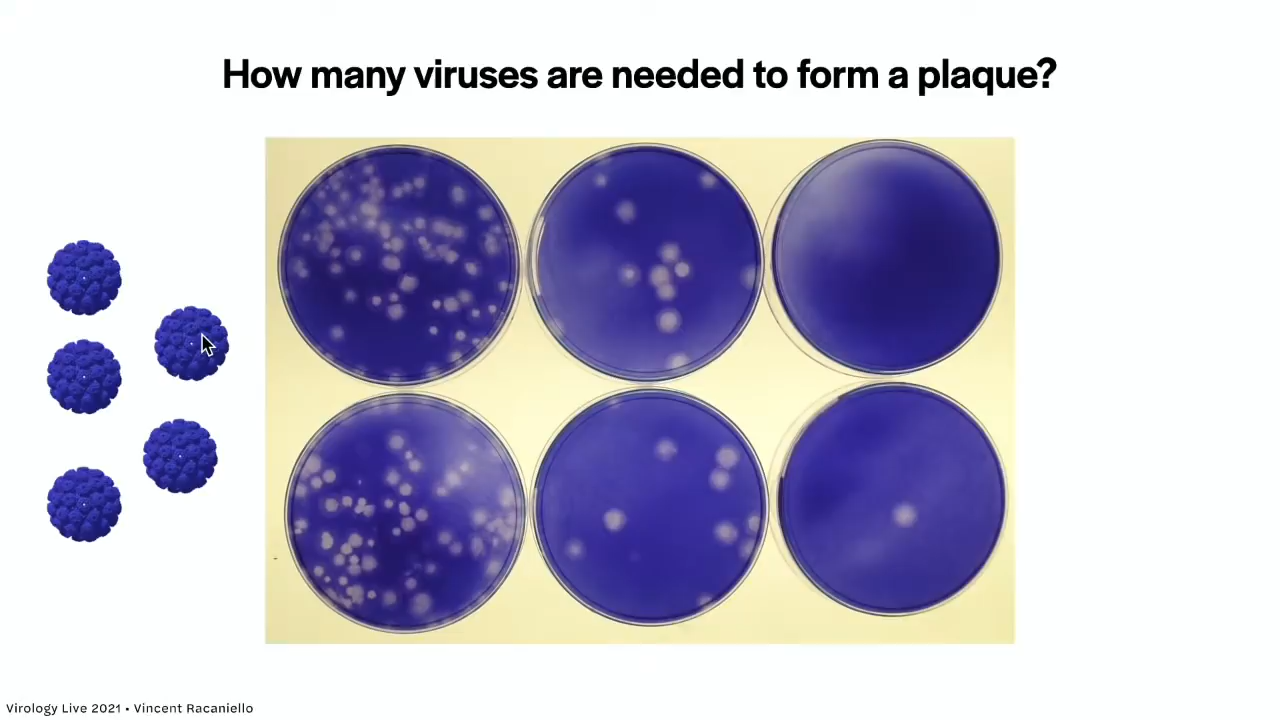 How many viruses are needed to form a plaque?
Virology Live 2021 • Vincent Racaniello